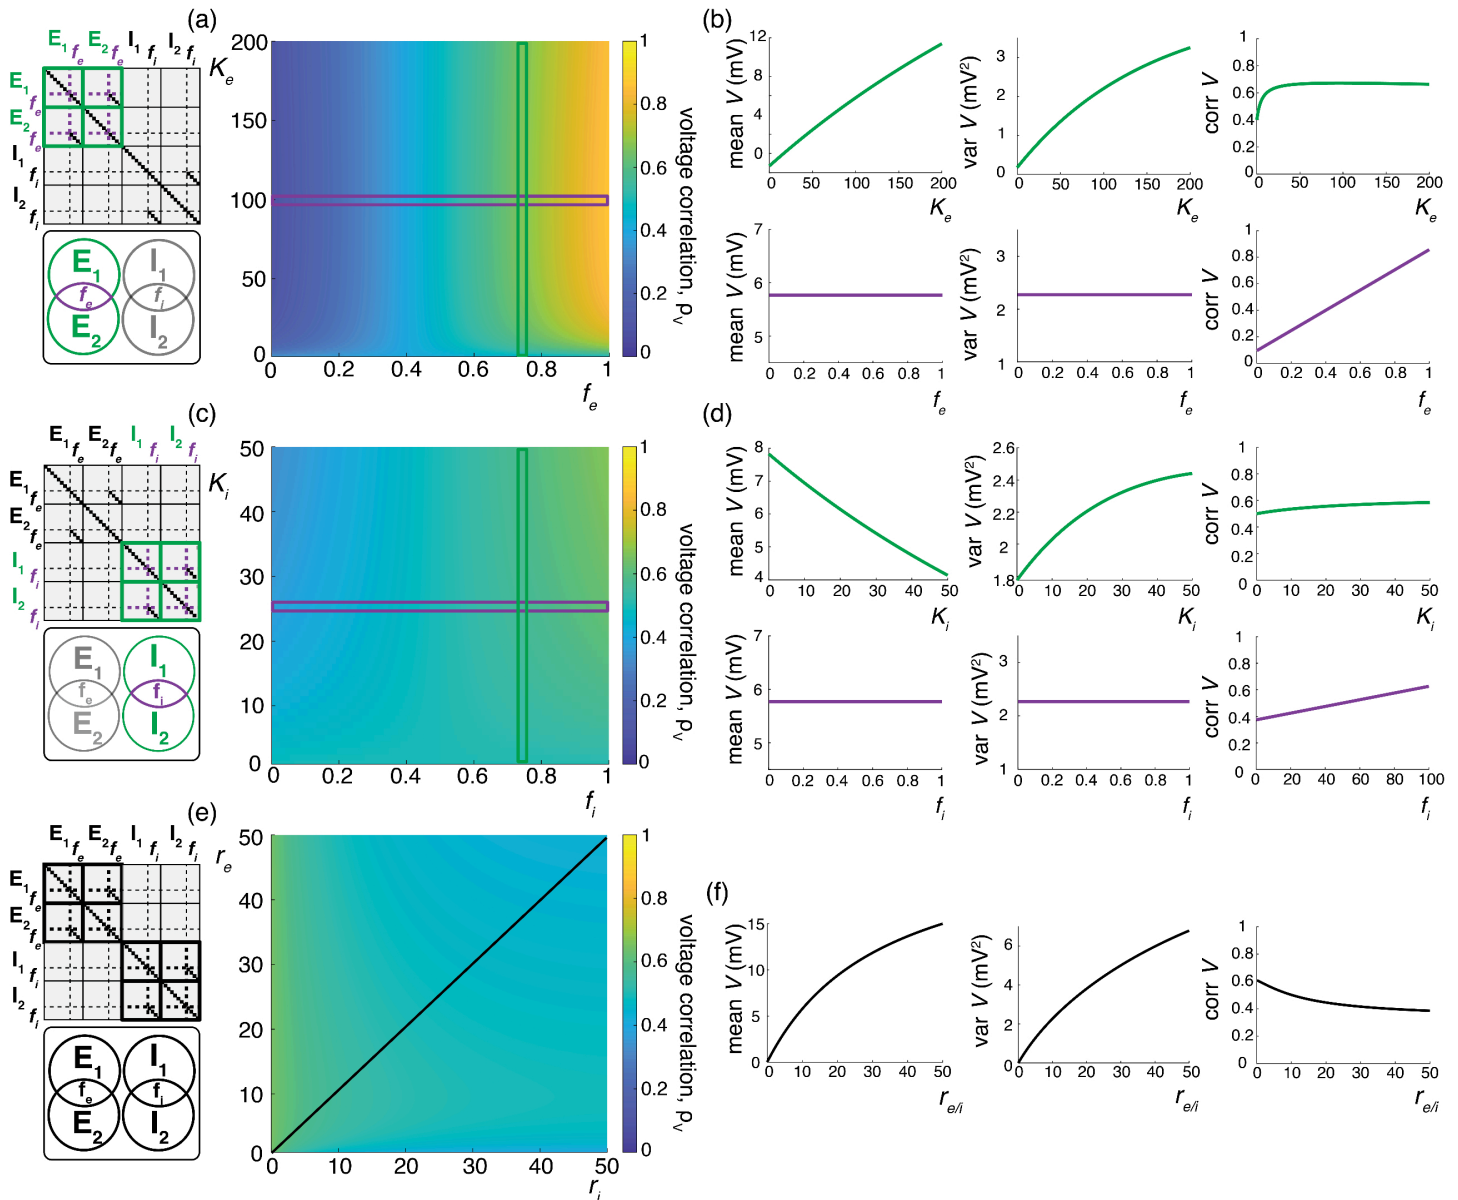 (a)
E1 fe E2 fe I1 fi I2 fi
E1 fe
E2 fe
I1 fi
I2 fi
E1
fe
E2
I1
fi
I2
Ke
200
150
100
50
0
0 0.2 0.4 0.6 0.8 1
fe
1
0.8
0.6
0.4
0.2
0
voltage correlation, ρV
(b)
mean V (mV)
12
8
4
0
0 50 100 150 200
Ke
var V (mV²)
3
2
1
0
0 50 100 150 200
Ke
corr V
1
0.8
0.6
0.4
0.2
0
0 50 100 150 200
Ke
mean V (mV)
7
6
5
0 0.2 0.4 0.6 0.8 1
fe
var V (mV²)
3
2
1
0 0.2 0.4 0.6 0.8 1
fe
corr V
1
0.8
0.6
0.4
0.2
0
0 0.2 0.4 0.6 0.8 1
fe
(c)
E1 fe E2 fe I1 fi I2 fi
E1 fe
E2 fe
I1 fi
I2 fi
E1
fe
E2
I1
fi
I2
Ki
50
40
30
20
10
0
0 0.2 0.4 0.6 0.8 1
fi
1
0.8
0.6
0.4
0.2
0
voltage correlation, ρV
(d)
mean V (mV)
8
7
6
5
4
0 10 20 30 40 50
Ki
var V (mV²)
2.6
2.4
2.2
2
1.8
0 10 20 30 40 50
Ki
corr V
1
0.8
0.6
0.4
0.2
0
0 20 40 60 80 100
Ki
mean V (mV)
7
6
5
0 0.2 0.4 0.6 0.8 1
fi
var V (mV²)
3
2
1
0 0.2 0.4 0.6 0.8 1
fi
corr V
1
0.8
0.6
0.4
0.2
0
0 20 40 60 80 100
fi
(e)
E1 fe E2 fe I1 fi I2 fi
E1 fe
E2 fe
I1 fi
I2 fi
E1
fe
E2
I1
fi
I2
re
50
40
30
20
10
0
0 10 20 30 40 50
ri
1
0.8
0.6
0.4
0.2
0
voltage correlation, ρV
(f)
mean V (mV)
15
10
5
0
0 10 20 30 40 50
re/i
var V (mV²)
6
4
2
0
0 10 20 30 40 50
re/i
corr V
1
0.8
0.6
0.4
0.2
0
0 10 20 30 40 50
re/i